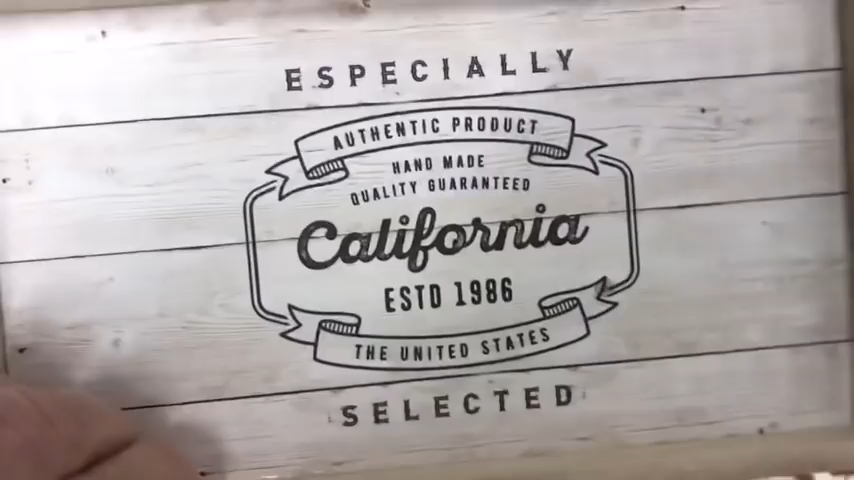 ESPECIALLY
AUTHENTIC PRODUCT
HAND MADE
QUALITY GUARANTEED
California
ESTD 1986
THE UNITED STATES
SELECTED